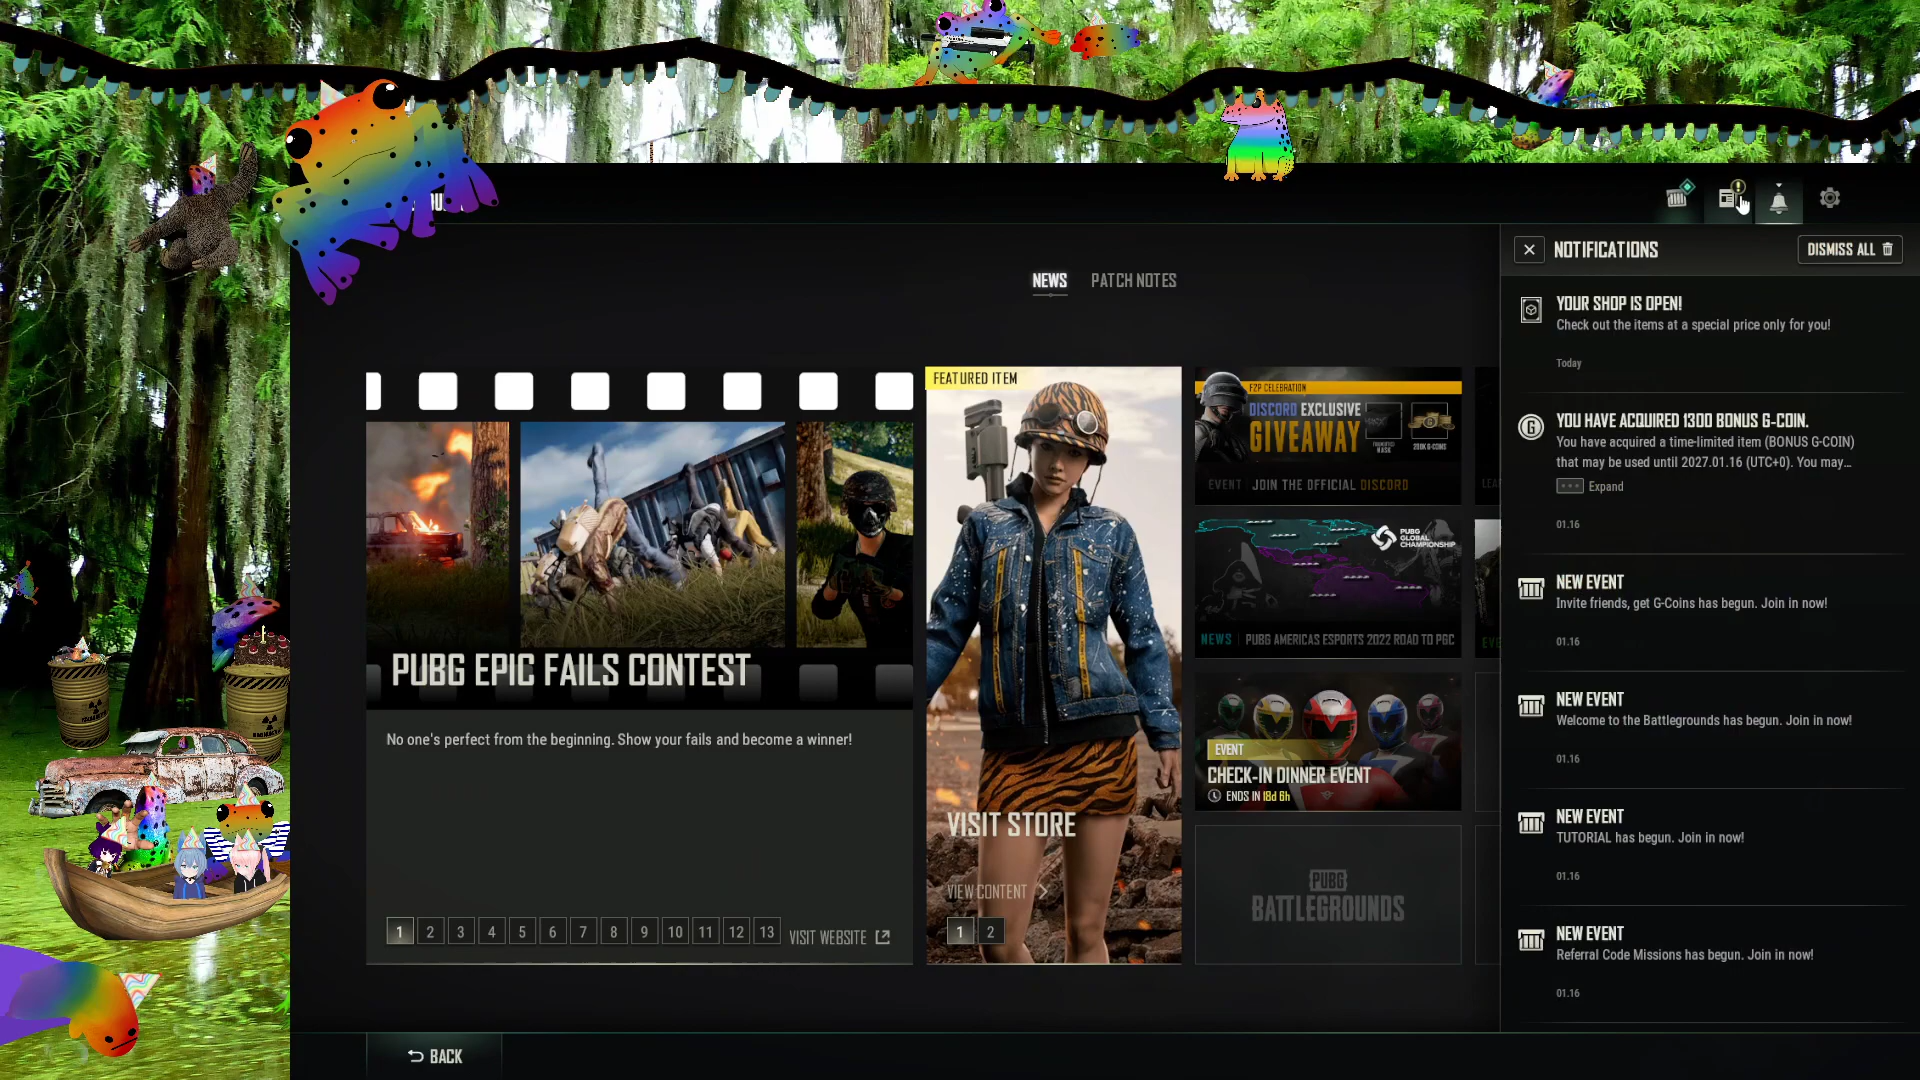 NEWS
PATCH NOTES
NOTIFICATIONS
DISMISS ALL
YOUR SHOP IS OPEN!
Check out the items at a special price only for you!
Today
YOU HAVE ACQUIRED 1300 BONUS G-COIN.
You have acquired a time-limited item (BONUS G-COIN)
that may be used until 2027.01.16 (UTC+0). You may...
Expand
01.16
NEW EVENT
Invite friends, get G-Coins has begun. Join in now!
01.16
NEW EVENT
Welcome to the Battlegrounds has begun. Join in now!
01.16
NEW EVENT
TUTORIAL has begun. Join in now!
01.16
NEW EVENT
Referral Code Missions has begun. Join in now!
01.16
PUBG EPIC FAILS CONTEST
No one's perfect from the beginning. Show your fails and become a winner!
1 2 3 4 5 6 7 8 9 10 11 12 13
VISIT WEBSITE
FEATURED ITEM
VISIT STORE
VIEW CONTENT
1 2
F2P CELEBRATION
DISCORD EXCLUSIVE
GIVEAWAY
EVENT JOIN THE OFFICIAL DISCORD
PUBG
GLOBAL
CHAMPIONSHIP
NEWS PUBG AMERICAS ESPORTS 2022 ROAD TO PGC
EVENT
CHECK-IN DINNER EVENT
ENDS IN 18d 6h
PUBG
BATTLEGROUNDS
BACK